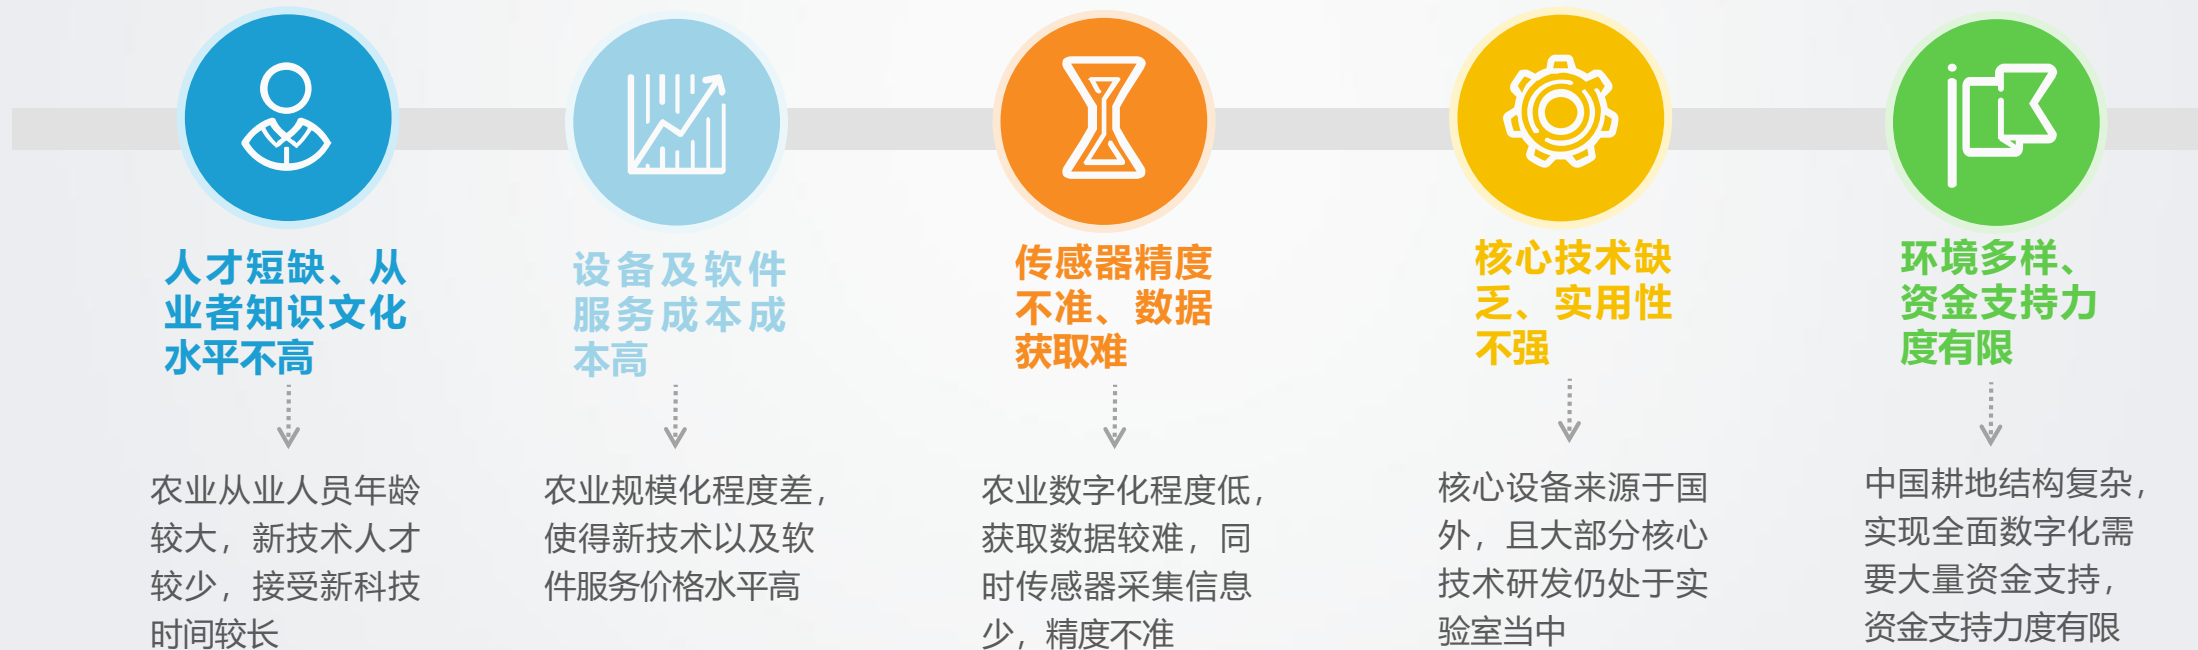 人才短缺、从
业者知识文化
水平不高
农业从业人员年龄
较大，新技术人才
较少，接受新科技
时间较长
设备及软件
服务成本成
本高
农业规模化程度差，
使得新技术以及软
件服务价格水平高
传感器精度
不准、数据
获取难
农业数字化程度低，
获取数据较难，同
时传感器采集信息
少，精度不准
核心技术缺
乏、实用性
不强
核心设备来源于国
外，且大部分核心
技术研发仍处于实
验室当中
环境多样、
资金支持力
度有限
中国耕地结构复杂，
实现全面数字化需
要大量资金支持，
资金支持力度有限